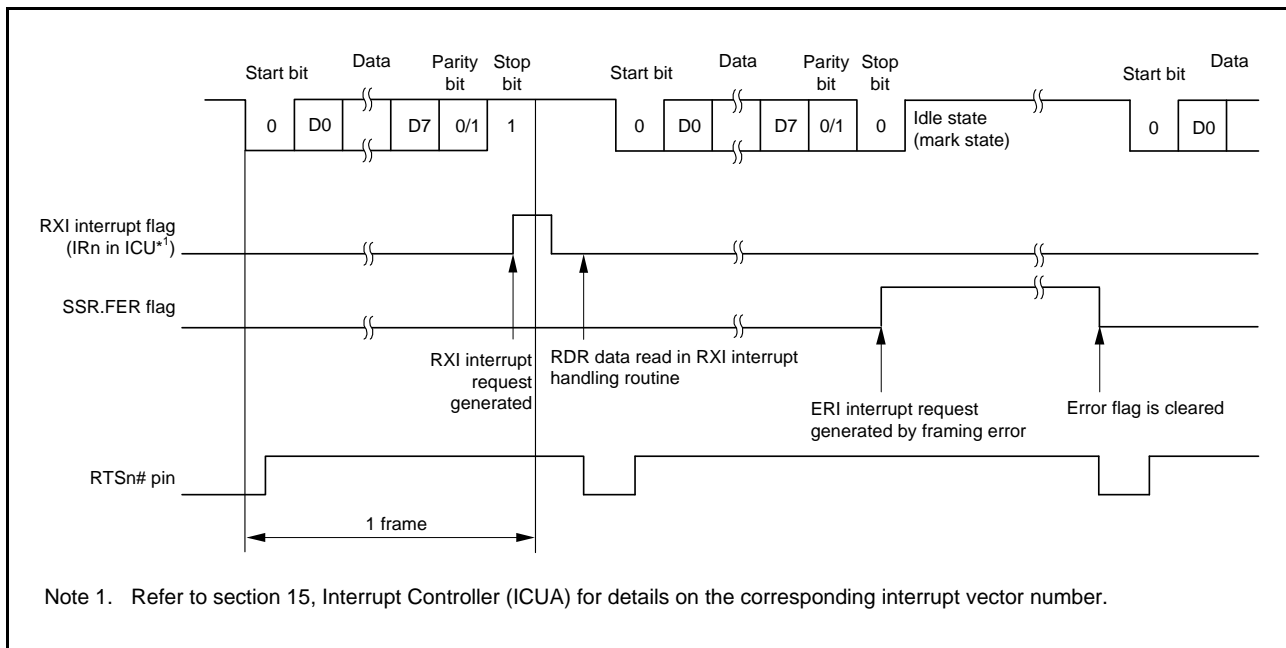 Start bit Data Parity bit Stop bit Start bit Data Parity bit Stop bit Start bit Data
0 D0 D7 0/1 1 0 D0 D7 0/1 0 Idle state (mark state) 0 D0
RXI interrupt flag
(IRn in ICU*1)
SSR.FER flag
RXI interrupt
request
generated
RDR data read in RXI interrupt
handling routine
ERI interrupt request
generated by framing error
Error flag is cleared
RTSn# pin
1 frame
Note 1. Refer to section 15, Interrupt Controller (ICUA) for details on the corresponding interrupt vector number.